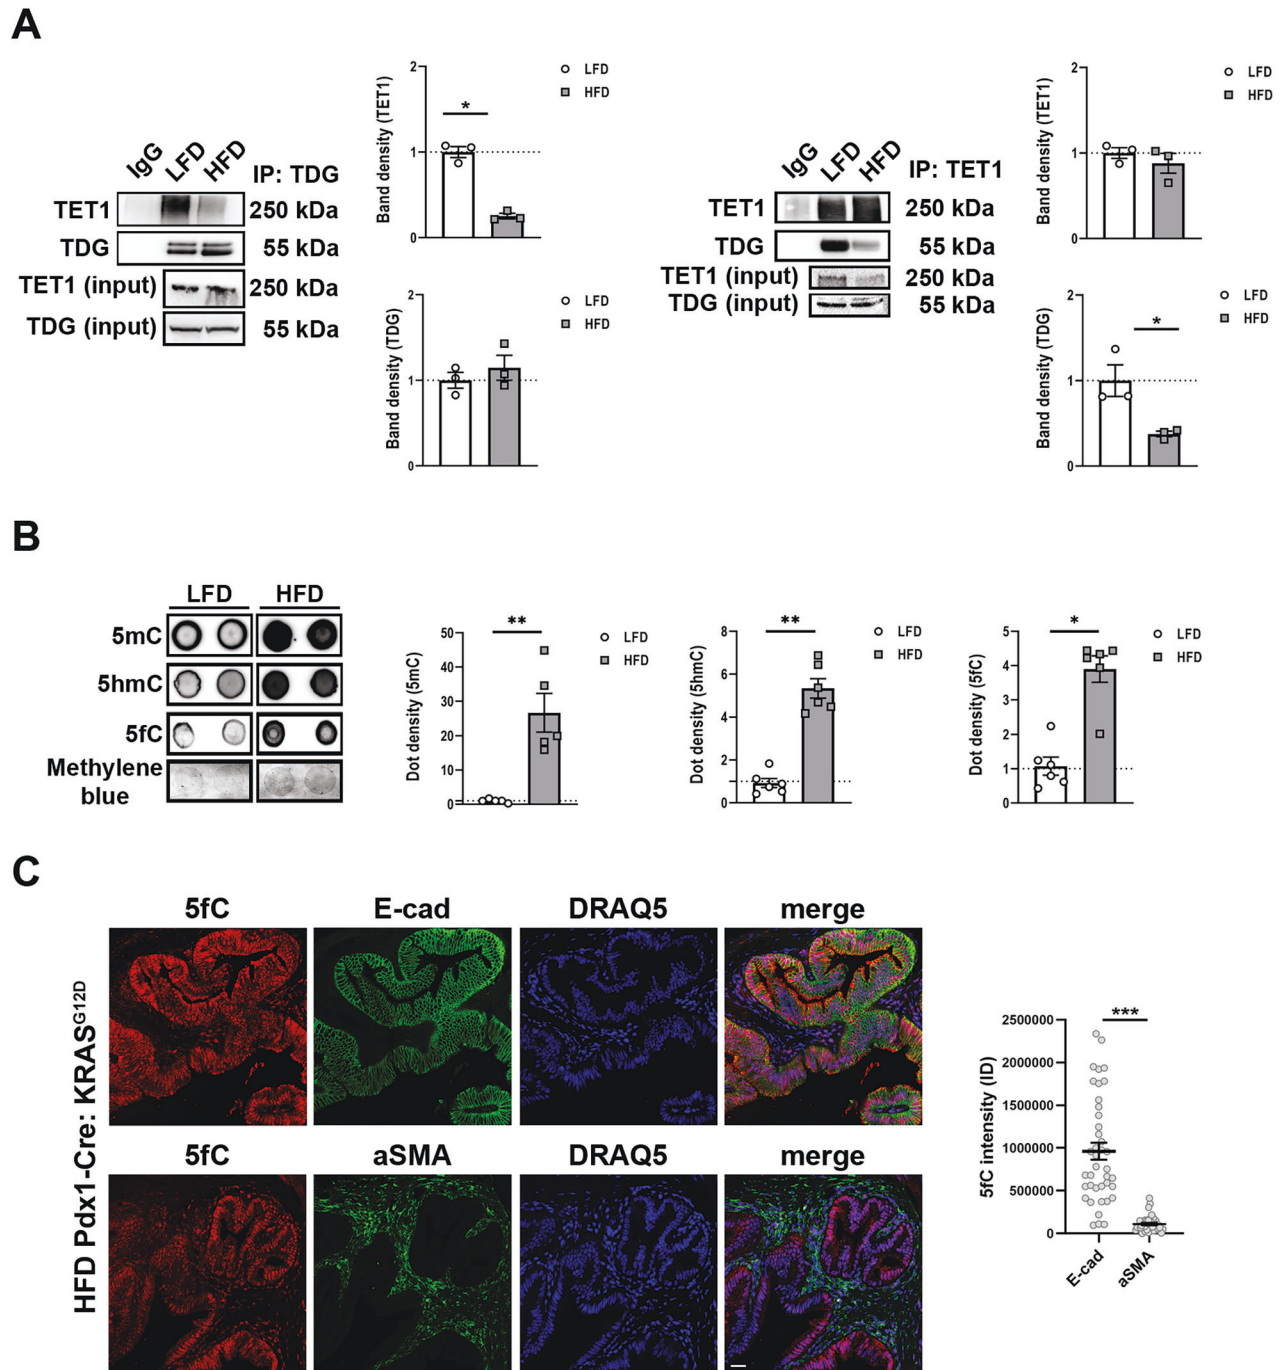 A
IgG LFD HFD IP: TDG
TET1 250 kDa
TDG 55 kDa
TET1 (input) 250 kDa
TDG (input) 55 kDa
Band density (TET1)
2
1
0
*
LFD
HFD
Band density (TDG)
2
1
0
LFD
HFD
IgG LFD HFD IP: TET1
TET1 250 kDa
TDG 55 kDa
TET1 (input) 250 kDa
TDG (input) 55 kDa
Band density (TET1)
2
1
0
LFD
HFD
Band density (TDG)
2
1
0
*
LFD
HFD
B
LFD HFD
5mC
5hmC
5fC
Methylene
blue
Dot density (5mC)
50
40
30
20
10
0
**
LFD
HFD
Dot density (5hmC)
8
6
4
2
0
**
LFD
HFD
Dot density (5fC)
5
4
3
2
1
0
*
LFD
HFD
C
HFD Pdx1-Cre: KRASG12D
5fC E-cad DRAQ5 merge
5fC aSMA DRAQ5 merge
5fC intensity (ID)
2500000
2000000
1500000
1000000
500000
0
***
E-cad
aSMA